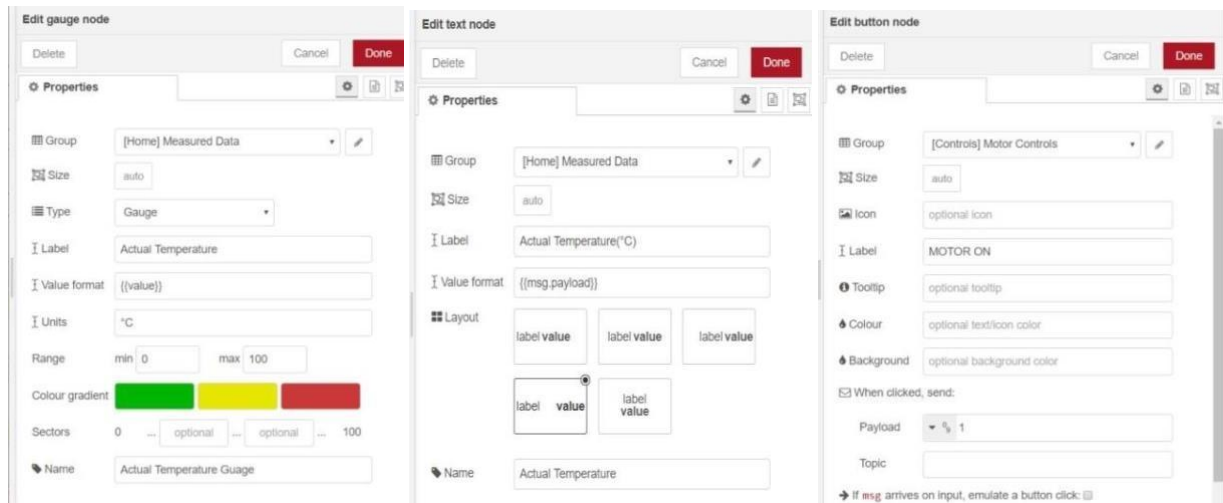 Edit gauge node
Delete Cancel Done
Properties
Group [Home] Measured Data
Size auto
Type Gauge
Label Actual Temperature
Value format {{value}}
Units °C
Range min 0 max 100
Colour gradient
Sectors 0 ... optional ... optional ... 100
Name Actual Temperature Guage
Edit text node
Delete Cancel Done
Properties
Group [Home] Measured Data
Size auto
Label Actual Temperature(°C)
Value format {{msg.payload}}
Layout
label value label value label value
label value label
value
Name Actual Temperature
Edit button node
Delete Cancel Done
Properties
Group [Controls] Motor Controls
Size auto
Icon optional icon
Label MOTOR ON
Tooltip optional tooltip
Colour optional text/icon color
Background optional background color
When clicked, send:
Payload 1
Topic
If msg arrives on input, emulate a button click: